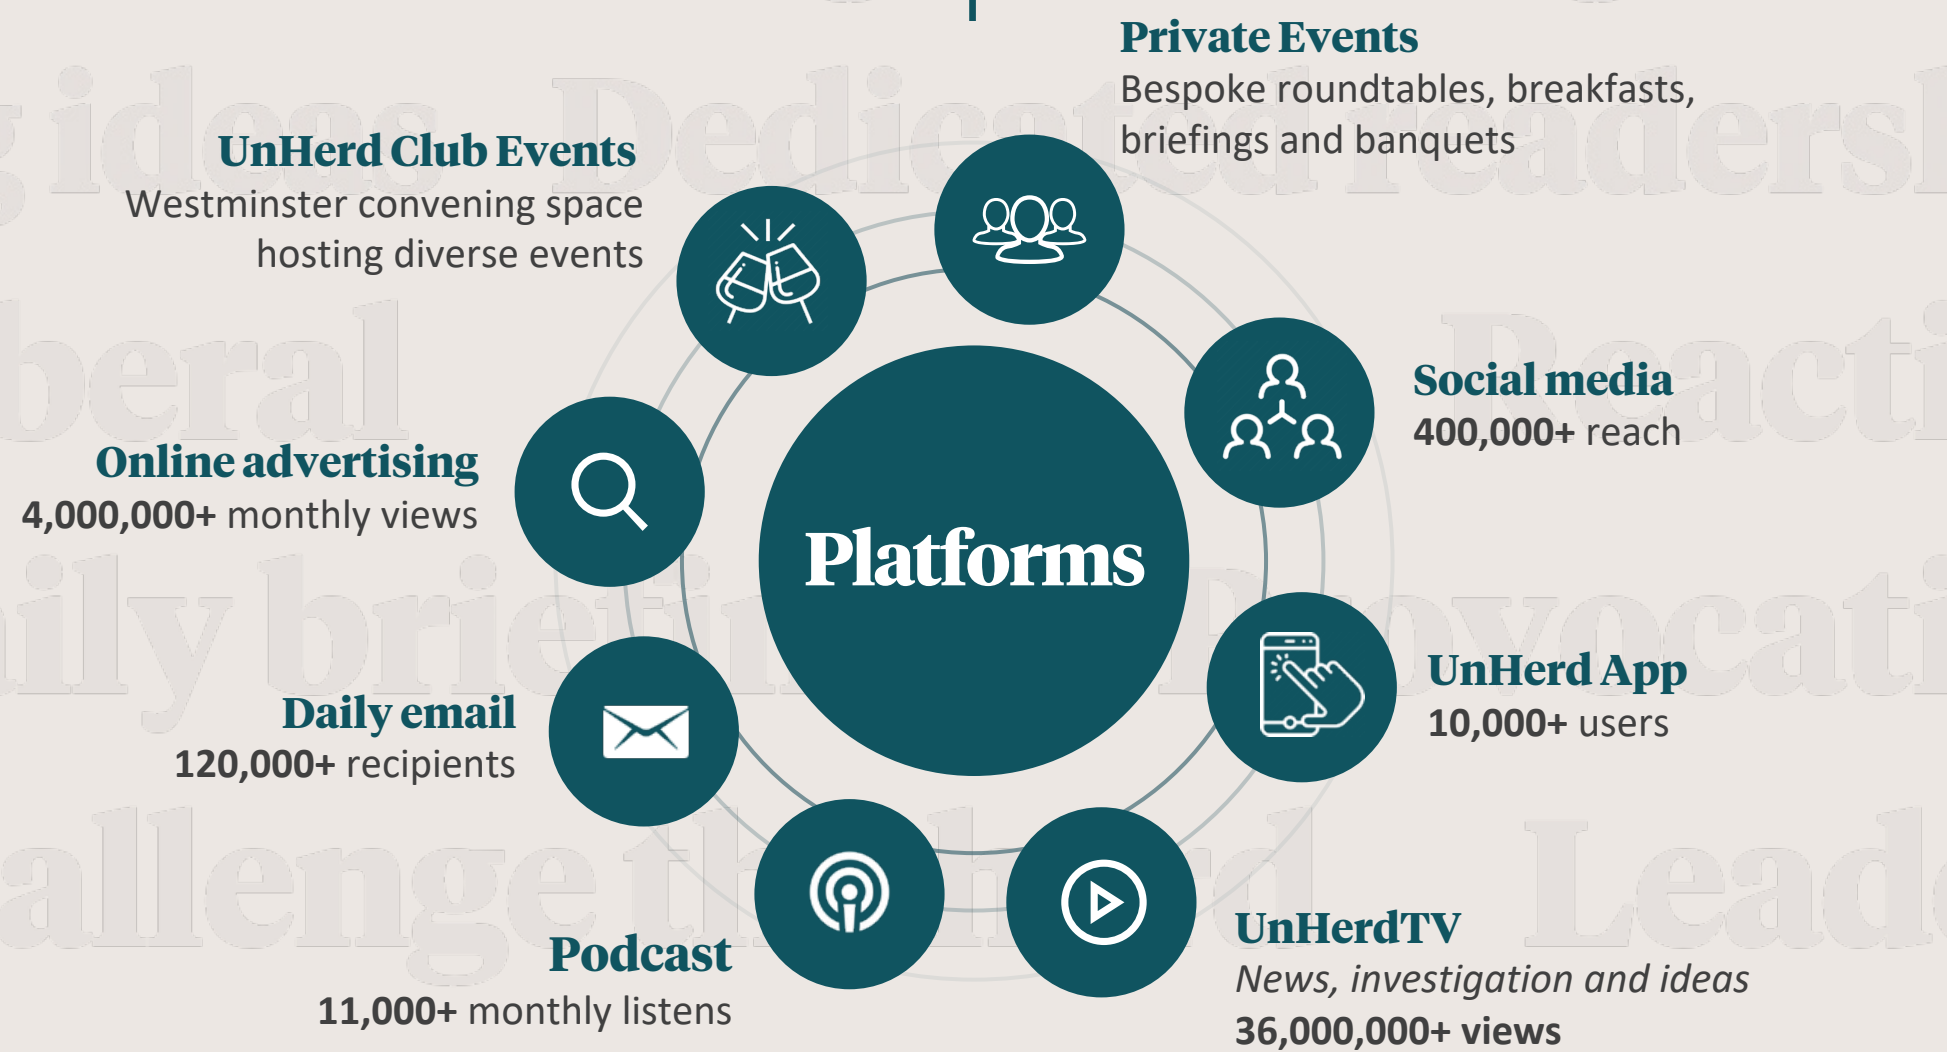 Private Events
Bespoke roundtables, breakfasts,
briefings and banquets
UnHerd Club Events
Westminster convening space
hosting diverse events
Social media
400,000+ reach
Online advertising
4,000,000+ monthly views
Platforms
UnHerd App
10,000+ users
Daily email
120,000+ recipients
Podcast
11,000+ monthly listens
UnHerdTV
News, investigation and ideas
36,000,000+ views
ideas Dedicated